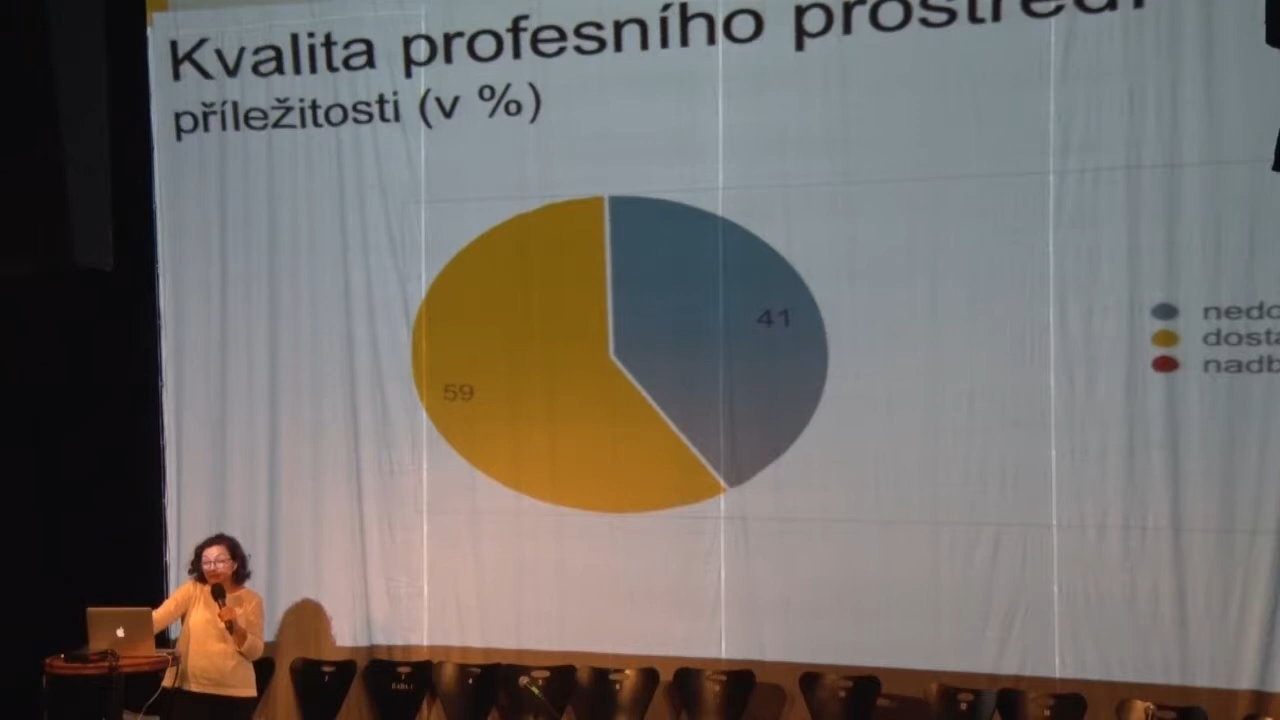 Kvalita profesního prostředí
příležitosti (v %)
41
59
nedo
dosta
nadb